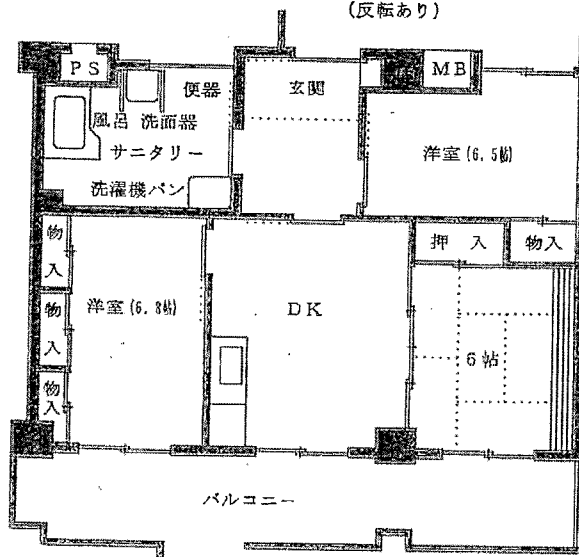 (反転あり)
PS
便器
玄関
MB
風呂 洗面器
サニタリー
洗濯機パン
洋室(6.5帖)
物入
押 入
物入
洋室(6.8帖)
DK
物入
6帖
物入
バルコニー